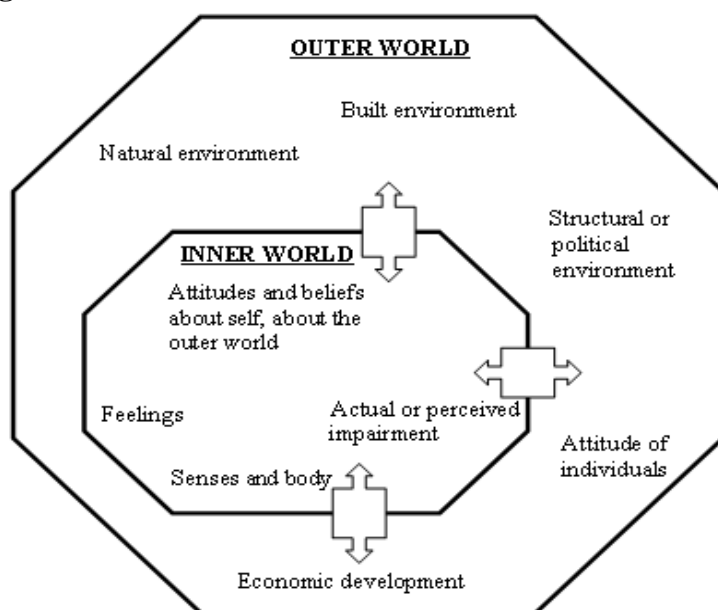 OUTER WORLD
Built environment
Natural environment
Structural or
political
environment
INNER WORLD
Attitudes and beliefs
about self, about the
outer world
Feelings
Actual or perceived
impairment
Attitude of
individuals
Senses and body
Economic development